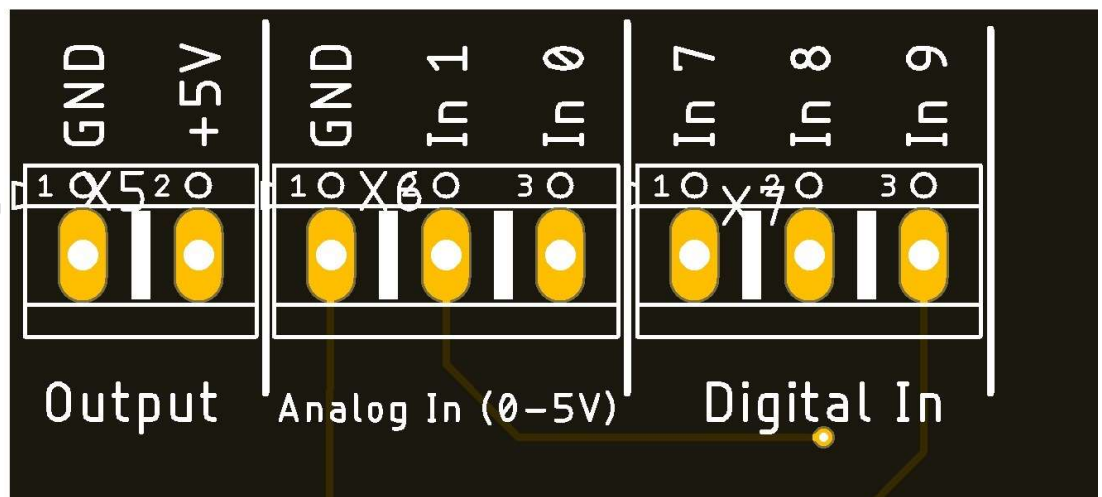 GND +5V GND In 1 In 0 In 7 In 8 In 9
1 X5 2 1 X6 2 3 1 X7 2 3
Output Analog In (0-5V) Digital In